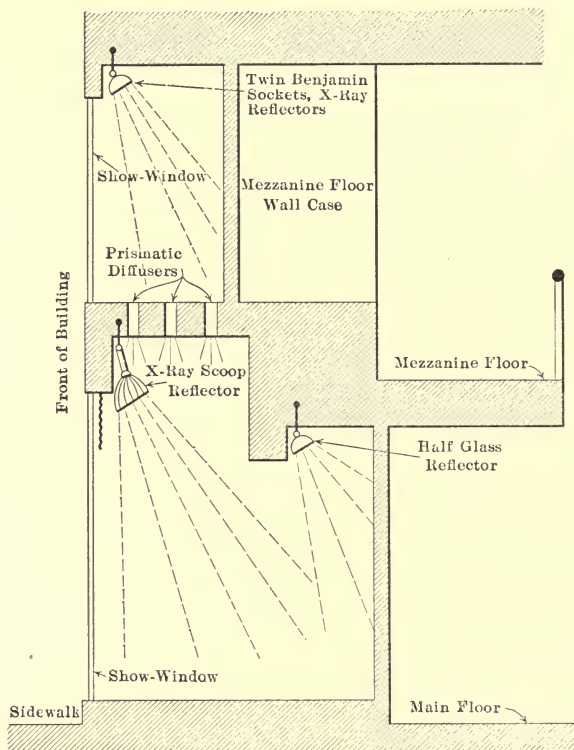 Twin Benjamin
Sockets, X-Ray
Reflectors
Show-Window
Mezzanine Floor
Wall Case
Prismatic
Diffusers
Front of Building
X-Ray Scoop
Reflector
Mezzanine Floor
Half Glass
Reflector
Show-Window
Sidewalk
Main Floor